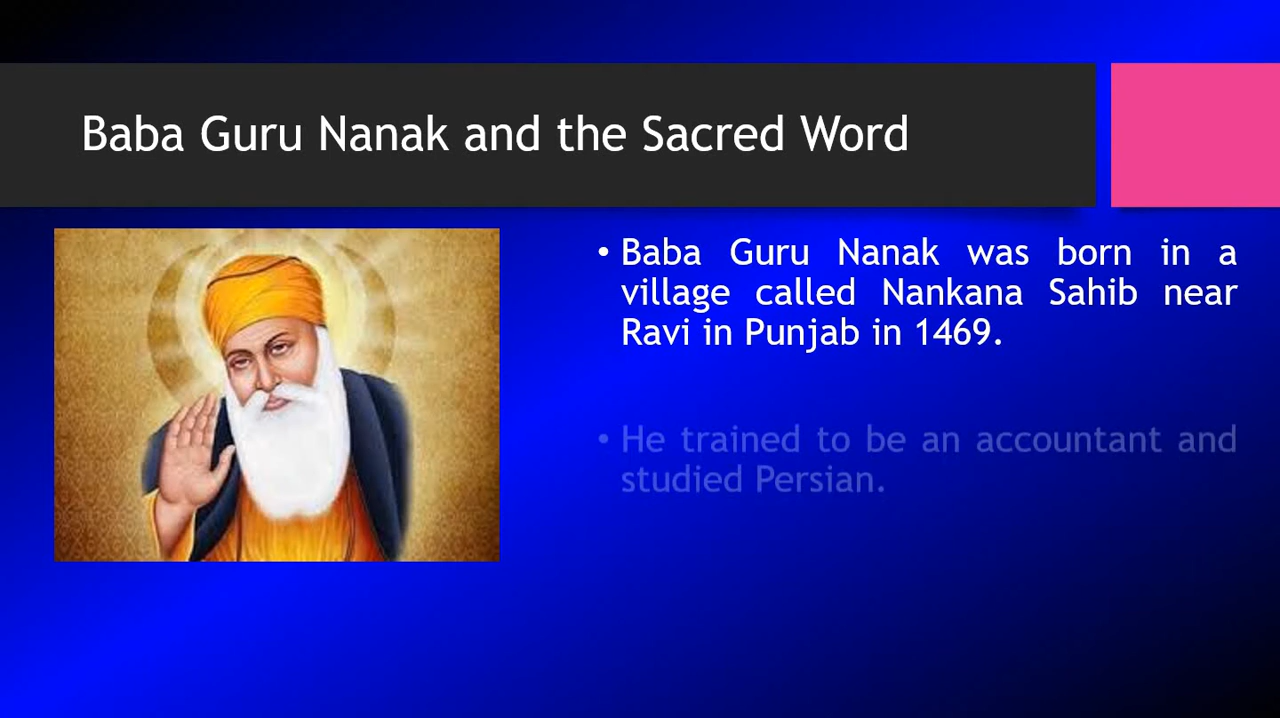 Baba Guru Nanak and the Sacred Word
• Baba Guru Nanak was born in a
village called Nankana Sahib near
Ravi in Punjab in 1469.
• He trained to be an accountant and
studied Persian.